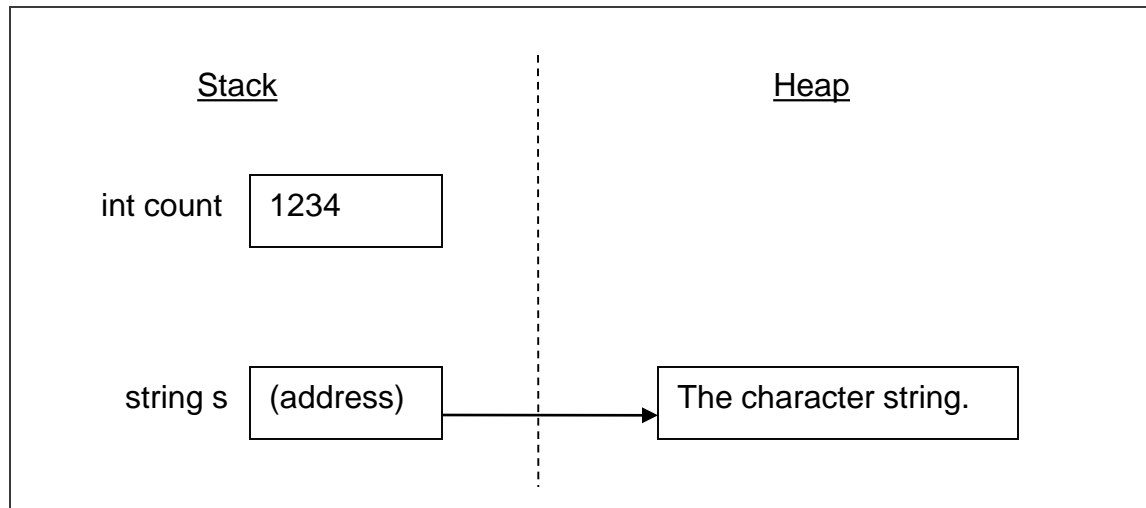 Stack Heap
int count 1234
string s (address) The character string.